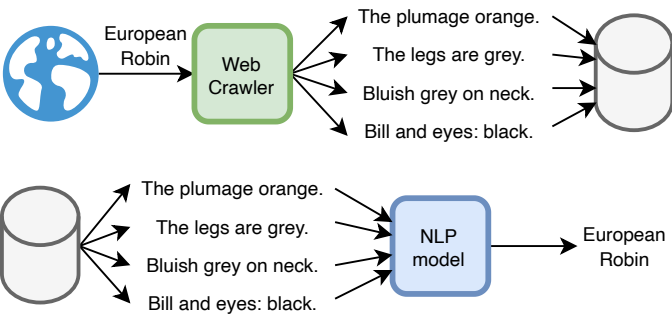 European
Robin
Web
Crawler
The plumage orange.
The legs are grey.
Bluish grey on neck.
Bill and eyes: black.
The plumage orange.
The legs are grey.
Bluish grey on neck.
Bill and eyes: black.
NLP
model
European
Robin